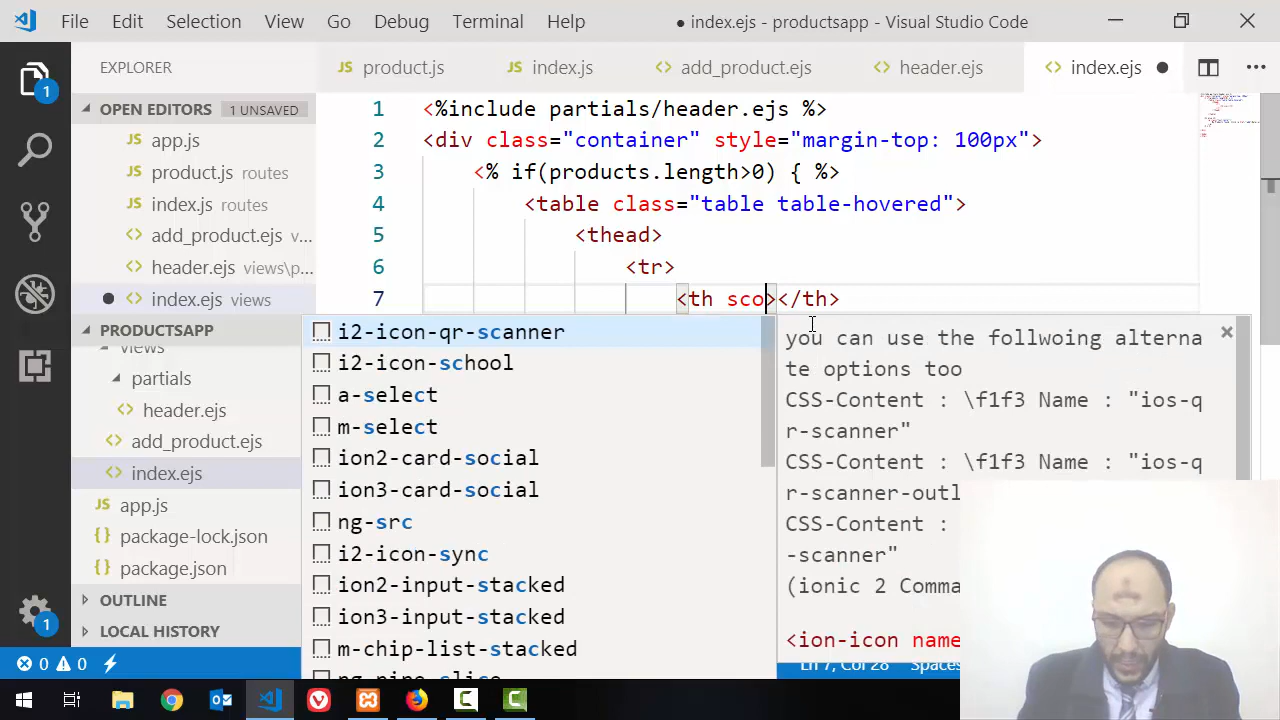 File Edit Selection View Go Debug Terminal Help
● index.ejs - productsapp - Visual Studio Code
EXPLORER
OPEN EDITORS 1 UNSAVED
app.js
product.js routes
index.js routes
add_product.ejs v...
header.ejs views\p...
index.ejs views
PRODUCTSAPP
views
partials
header.ejs
add_product.ejs
index.ejs
app.js
package-lock.json
package.json
OUTLINE
LOCAL HISTORY
1
1
JS product.js
JS index.js
<> add_product.ejs
<> header.ejs
<> index.ejs ●
1 <%include partials/header.ejs %>
2 <div class="container" style="margin-top: 100px">
3 <% if(products.length>0) { %>
4 <table class="table table-hovered">
5 <thead>
6 <tr>
7 <th sco></th>
i2-icon-qr-scanner
i2-icon-school
a-select
m-select
ion2-card-social
ion3-card-social
ng-src
i2-icon-sync
ion2-input-stacked
ion3-input-stacked
m-chip-list-stacked
ng-pipe-slice
you can use the follwoing alterna
te options too
CSS-Content : \f1f3 Name : "ios-q
r-scanner"
CSS-Content : \f1f3 Name : "ios-q
r-scanner-outl
CSS-Content :
-scanner"
(ionic 2 Comma
<ion-icon name
0 0
Ln 7, Col 28 Spaces